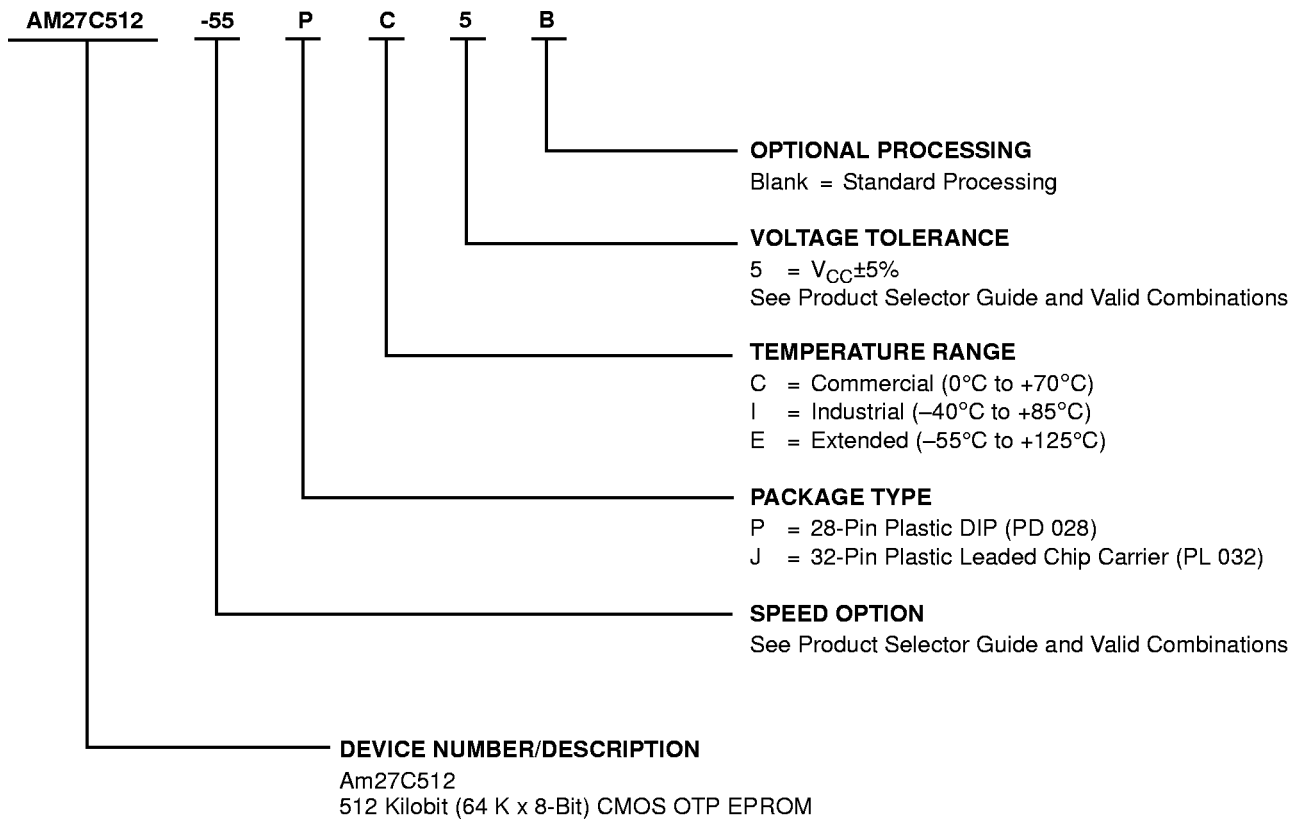 AM27C512 -55 P C 5 B
OPTIONAL PROCESSING
Blank = Standard Processing
VOLTAGE TOLERANCE
5 = VCC±5%
See Product Selector Guide and Valid Combinations
TEMPERATURE RANGE
C = Commercial (0°C to +70°C)
I = Industrial (–40°C to +85°C)
E = Extended (–55°C to +125°C)
PACKAGE TYPE
P = 28-Pin Plastic DIP (PD 028)
J = 32-Pin Plastic Leaded Chip Carrier (PL 032)
SPEED OPTION
See Product Selector Guide and Valid Combinations
DEVICE NUMBER/DESCRIPTION
Am27C512
512 Kilobit (64 K x 8-Bit) CMOS OTP EPROM